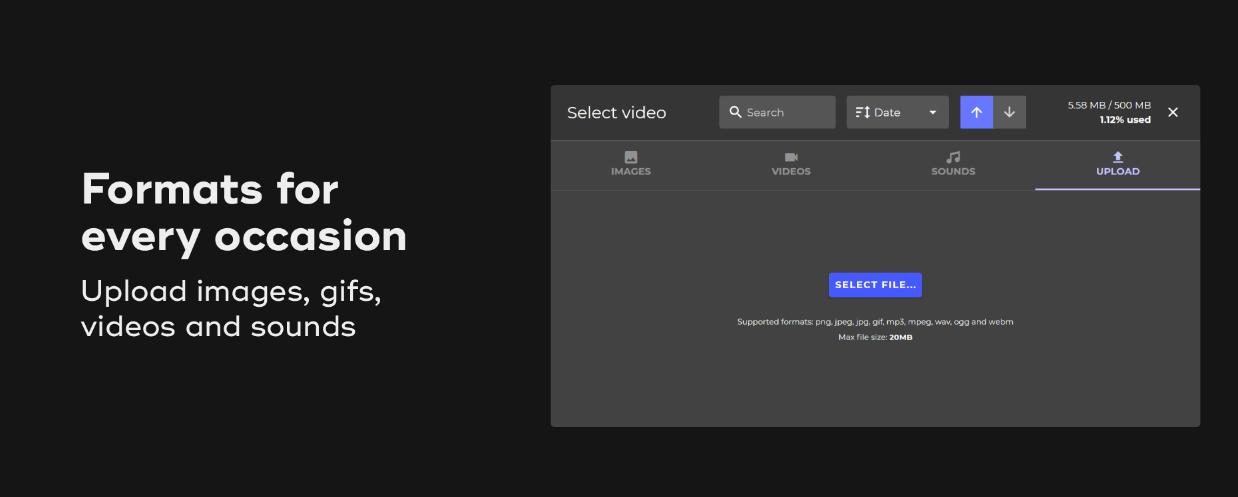 Formats for
every occasion
Upload images, gifs,
videos and sounds
Select video
Search
Date
5.58 MB / 500 MB
1.12% used
IMAGES
VIDEOS
SOUNDS
UPLOAD
SELECT FILE...
Supported formats: png, jpeg, jpg, gif, mp3, mpeg, wav, ogg and webm
Max file size: 20MB